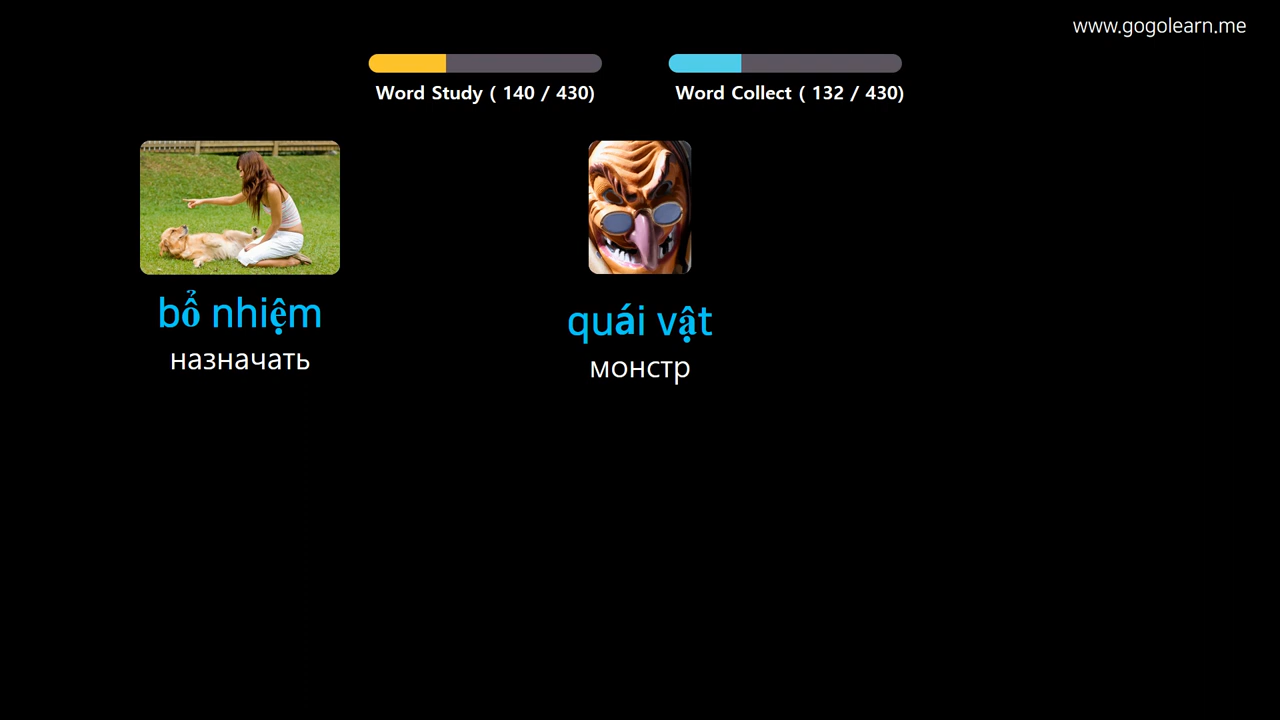 www.gogolearn.me
Word Study ( 140 / 430)
Word Collect ( 132 / 430)
bổ nhiệm
назначать
quái vật
монстр